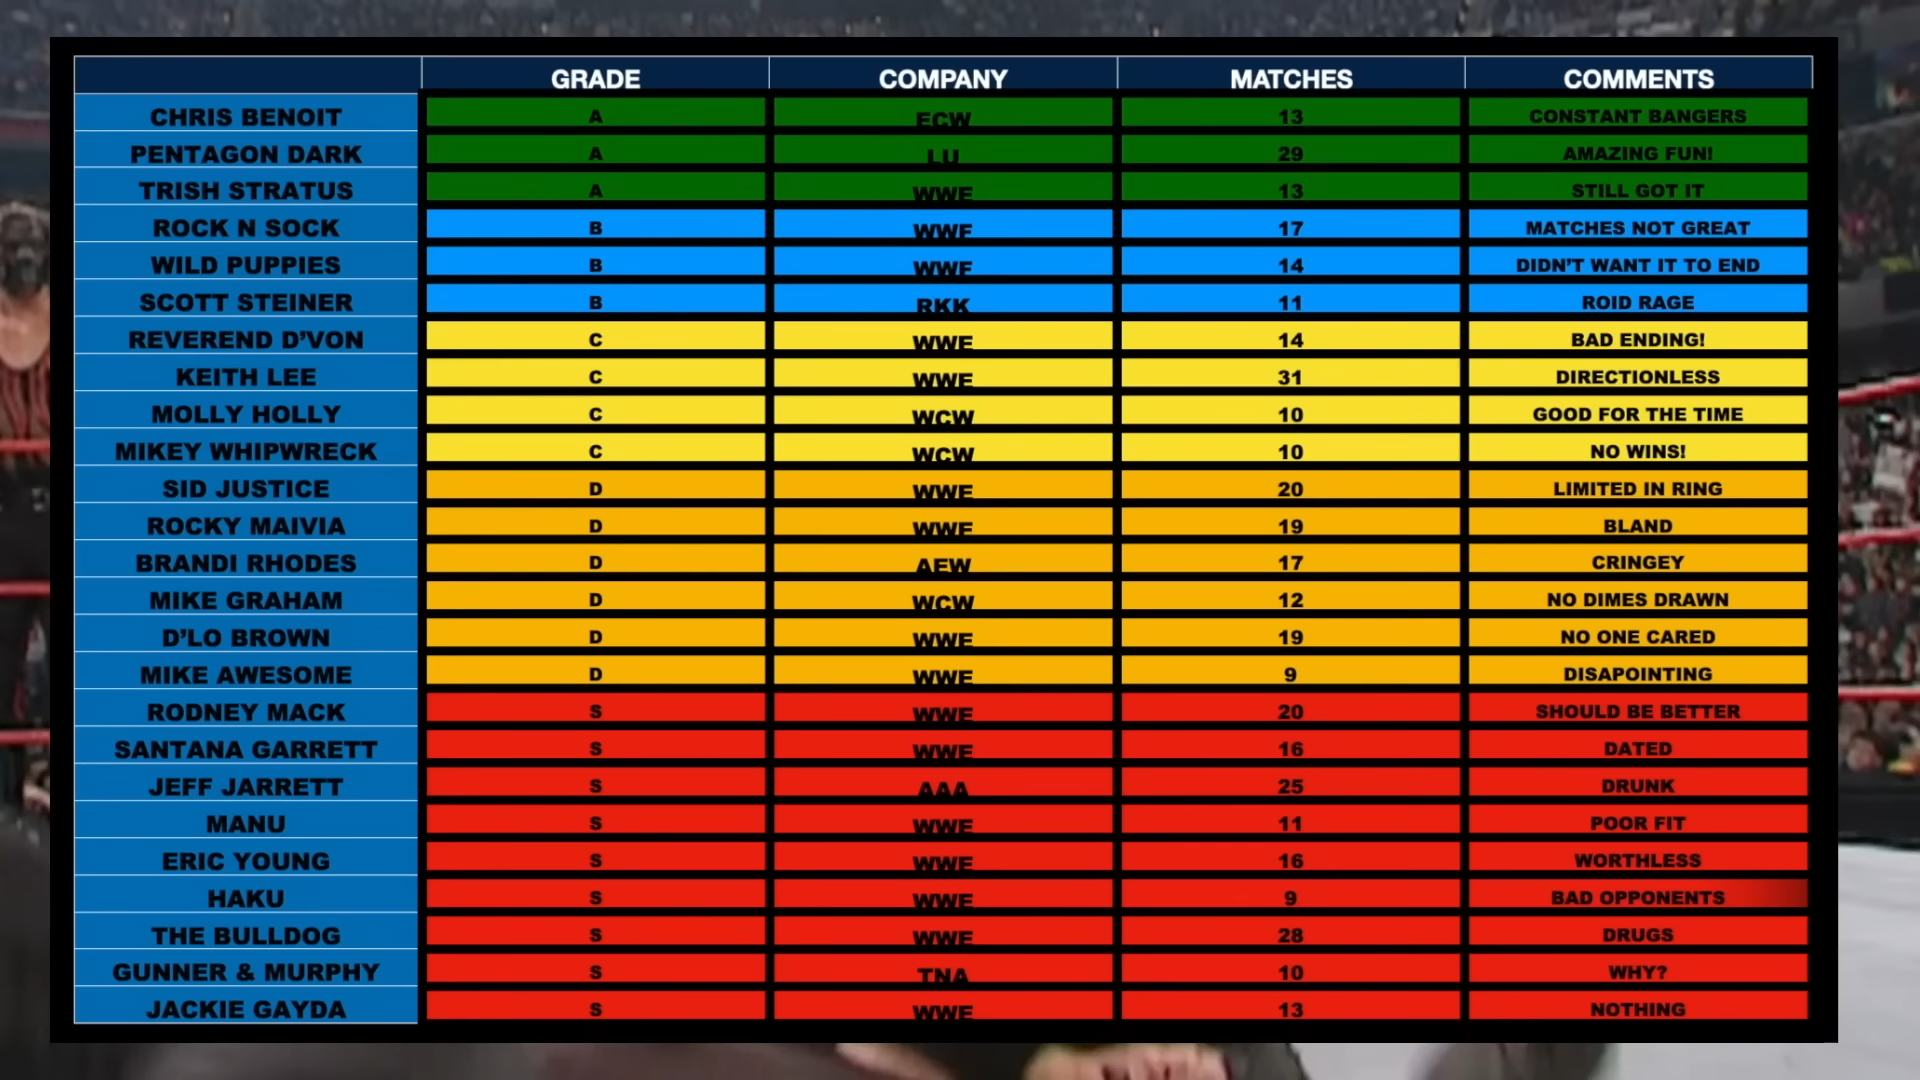 GRADE COMPANY MATCHES COMMENTS
CHRIS BENOIT A ECW 13 CONSTANT BANGERS
PENTAGON DARK A LU 29 AMAZING FUN!
TRISH STRATUS A WWE 13 STILL GOT IT
ROCK N SOCK B WWF 17 MATCHES NOT GREAT
WILD PUPPIES B WWF 14 DIDN'T WANT IT TO END
SCOTT STEINER B RKK 11 ROID RAGE
REVEREND D'VON C WWE 14 BAD ENDING!
KEITH LEE C WWE 31 DIRECTIONLESS
MOLLY HOLLY C WCW 10 GOOD FOR THE TIME
MIKEY WHIPWRECK C WCW 10 NO WINS!
SID JUSTICE D WWE 20 LIMITED IN RING
ROCKY MAIVIA D WWE 19 BLAND
BRANDI RHODES D AEW 17 CRINGEY
MIKE GRAHAM D WCW 12 NO DIMES DRAWN
D'LO BROWN D WWE 19 NO ONE CARED
MIKE AWESOME D WWE 9 DISAPOINTING
RODNEY MACK S WWE 20 SHOULD BE BETTER
SANTANA GARRETT S WWE 16 DATED
JEFF JARRETT S AAA 25 DRUNK
MANU S WWE 11 POOR FIT
ERIC YOUNG S WWE 16 WORTHLESS
HAKU S WWE 9 BAD OPPONENTS
THE BULLDOG S WWE 28 DRUGS
GUNNER & MURPHY S TNA 10 WHY?
JACKIE GAYDA S WWE 13 NOTHING